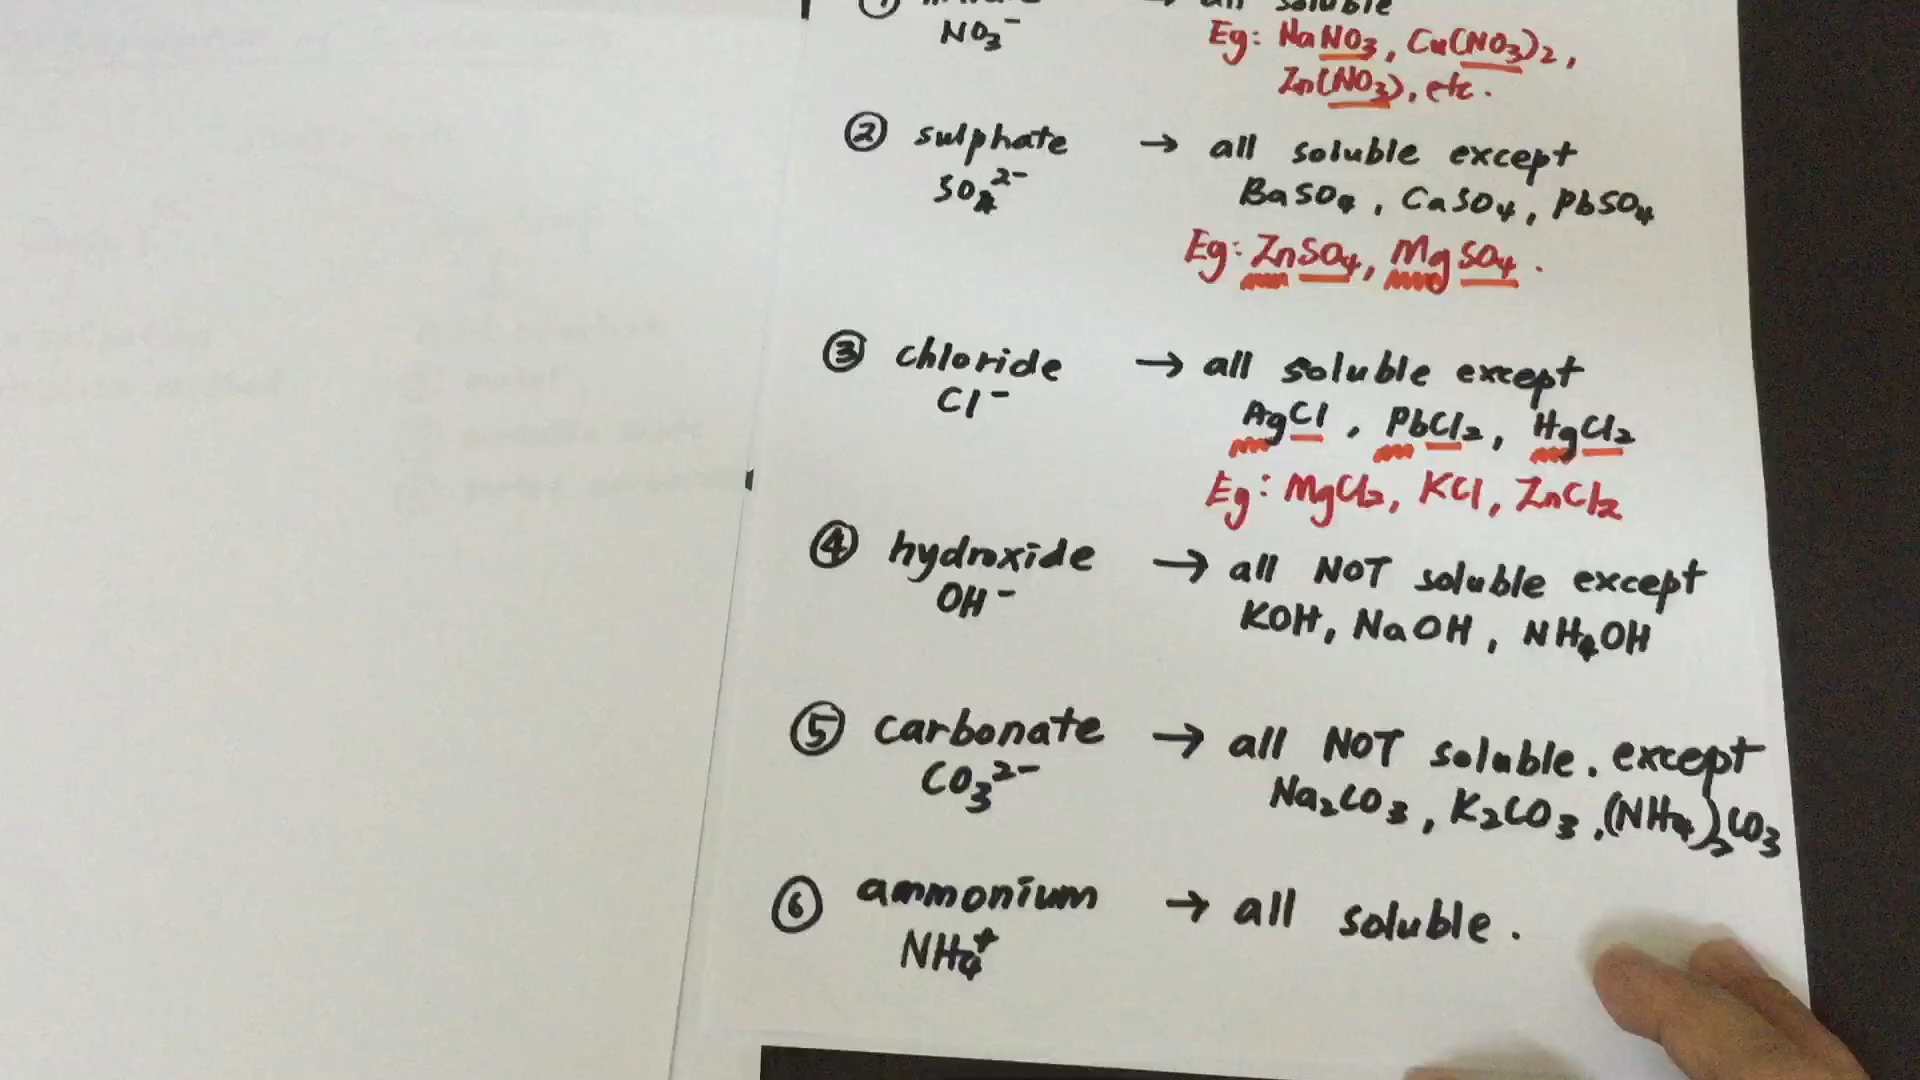 ① → all soluble
NO₃⁻ Eg: NaNO₃, Cu(NO₃)₂,
Zn(NO₃), etc.
② sulphate → all soluble except
SO₄²⁻ BaSO₄, CaSO₄, PbSO₄
Eg: ZnSO₄, MgSO₄.
③ chloride → all soluble except
Cl⁻ AgCl, PbCl₂, HgCl₂
Eg: MgCl₂, KCl, ZnCl₂
④ hydroxide → all NOT soluble except
OH⁻ KOH, NaOH, NH₄OH
⑤ carbonate → all NOT soluble. except
CO₃²⁻ Na₂CO₃, K₂CO₃, (NH₄)₂CO₃
⑥ ammonium → all soluble.
NH₄⁺